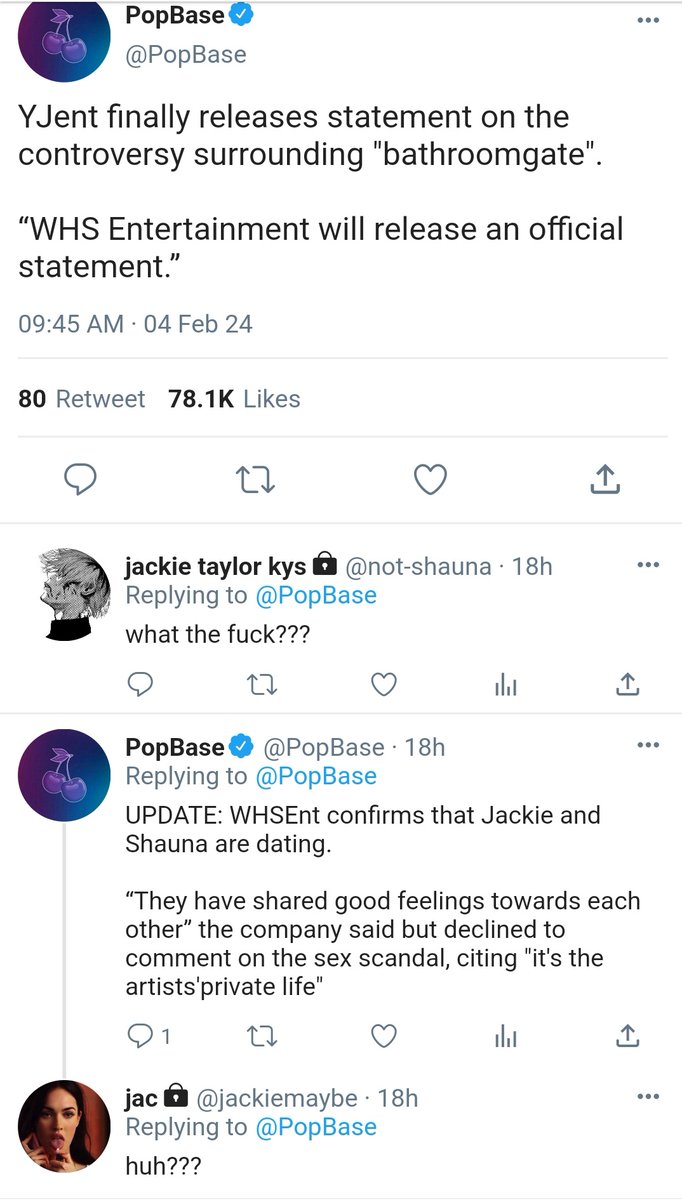 PopBase
@PopBase
YJent finally releases statement on the
controversy surrounding "bathroomgate".
“WHS Entertainment will release an official
statement.”
09:45 AM · 04 Feb 24
80 Retweet 78.1K Likes
jackie taylor kys @not-shauna · 18h
Replying to @PopBase
what the fuck???
PopBase @PopBase · 18h
Replying to @PopBase
UPDATE: WHSEnt confirms that Jackie and
Shauna are dating.
“They have shared good feelings towards each
other” the company said but declined to
comment on the sex scandal, citing "it's the
artists'private life"
1
jac @jackiemaybe · 18h
Replying to @PopBase
huh???